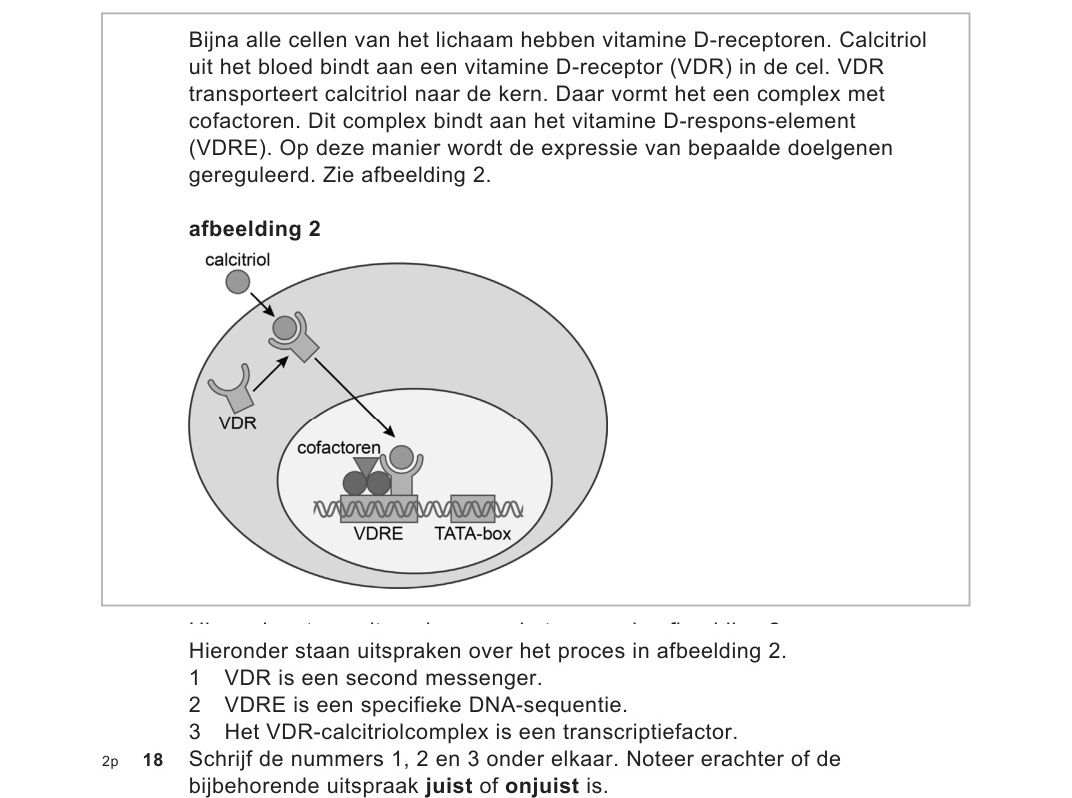 Bijna alle cellen van het lichaam hebben vitamine D-receptoren. Calcitriol
uit het bloed bindt aan een vitamine D-receptor (VDR) in de cel. VDR
transporteert calcitriol naar de kern. Daar vormt het een complex met
cofactoren. Dit complex bindt aan het vitamine D-respons-element
(VDRE). Op deze manier wordt de expressie van bepaalde doelgenen
gereguleerd. Zie afbeelding 2.
afbeelding 2
calcitriol
VDR
cofactoren
VDRE TATA-box
Hieronder staan uitspraken over het proces in afbeelding 2.
1 VDR is een second messenger.
2 VDRE is een specifieke DNA-sequentie.
3 Het VDR-calcitriolcomplex is een transcriptiefactor.
2p 18 Schrijf de nummers 1, 2 en 3 onder elkaar. Noteer erachter of de
bijbehorende uitspraak juist of onjuist is.